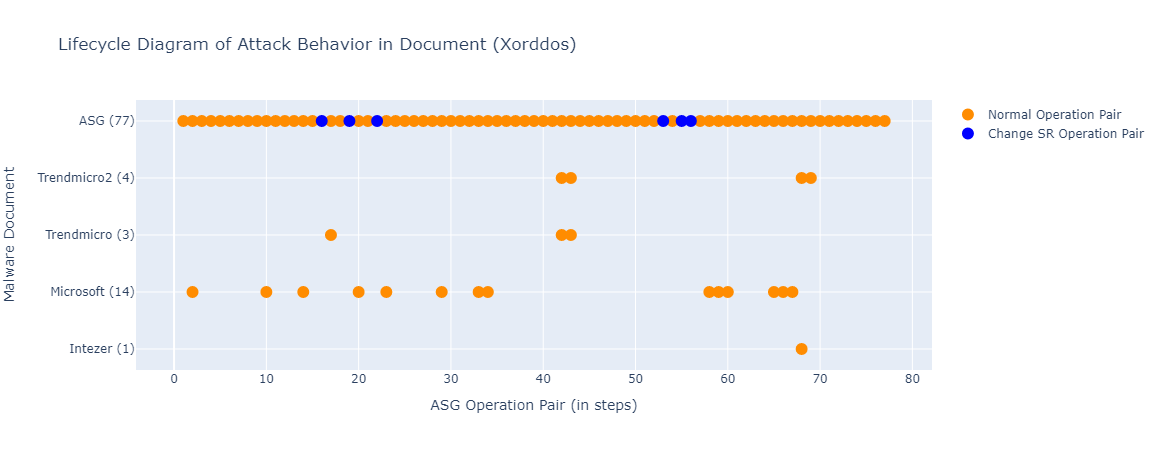 Lifecycle Diagram of Attack Behavior in Document (Xorddos)
Normal Operation Pair
Change SR Operation Pair
Malware Document
ASG (77)
Trendmicro2 (4)
Trendmicro (3)
Microsoft (14)
Intezer (1)
0 10 20 30 40 50 60 70 80
ASG Operation Pair (in steps)